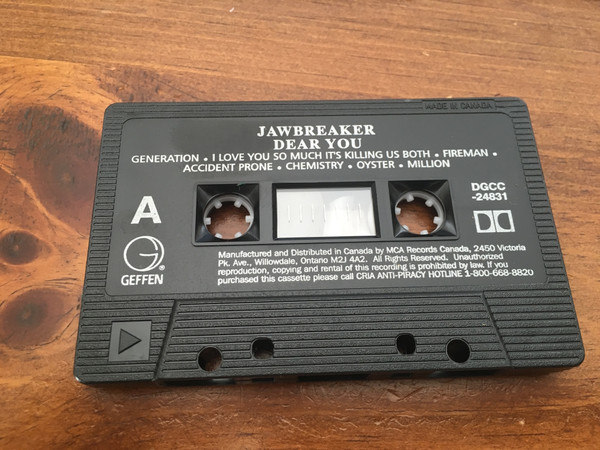 MADE IN CANADA
JAWBREAKER
DEAR YOU
GENERATION • I LOVE YOU SO MUCH IT'S KILLING US BOTH • FIREMAN •
ACCIDENT PRONE • CHEMISTRY • OYSTER • MILLION
A
DGCC
-24831
G
GEFFEN
Manufactured and Distributed in Canada by MCA Records Canada, 2450 Victoria
Pk. Ave., Willowdale, Ontario M2J 4A2. All Rights Reserved. Unauthorized
reproduction, copying and rental of this recording is prohibited by law. If you
purchased this cassette please call CRIA ANTI-PIRACY HOTLINE 1-800-668-8820